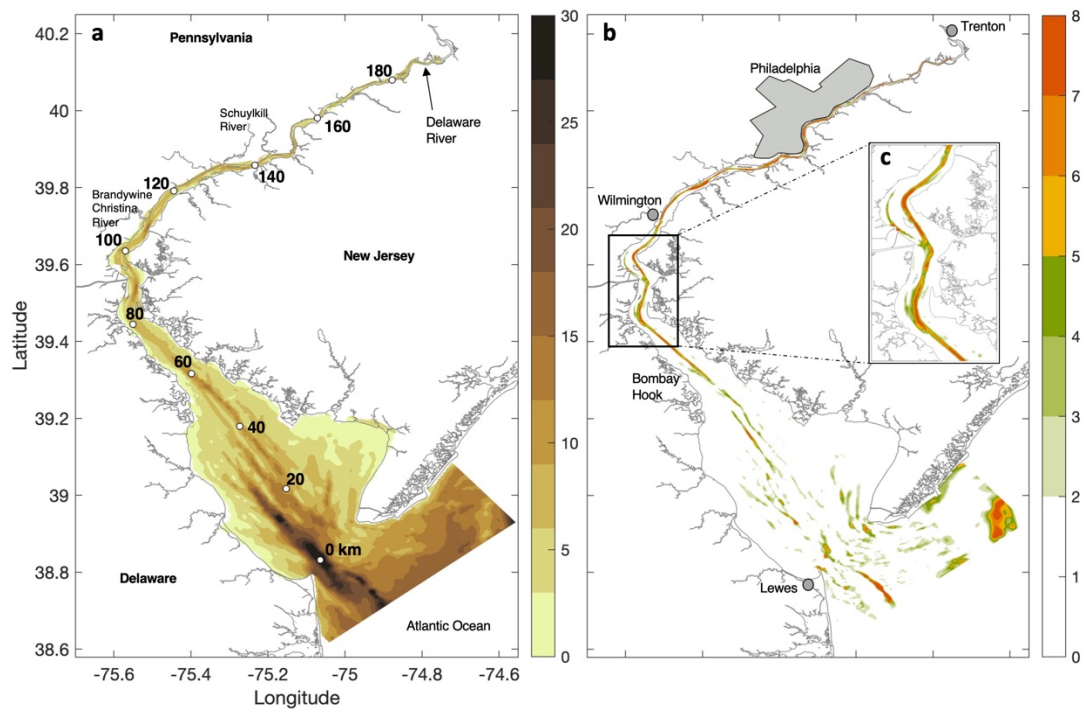 a
Pennsylvania
180
Delaware
River
160
Schuylkill
River
140
120
Brandywine
Christina
River
100
New Jersey
80
60
40
20
0 km
Delaware
Atlantic Ocean
40.2
40
39.8
39.6
39.4
39.2
39
38.8
38.6
Latitude
-75.6
-75.4
-75.2
-75
-74.8
-74.6
Longitude
30
25
20
15
10
5
0
b
Trenton
Philadelphia
c
Wilmington
Bombay
Hook
Lewes
8
7
6
5
4
3
2
1
0